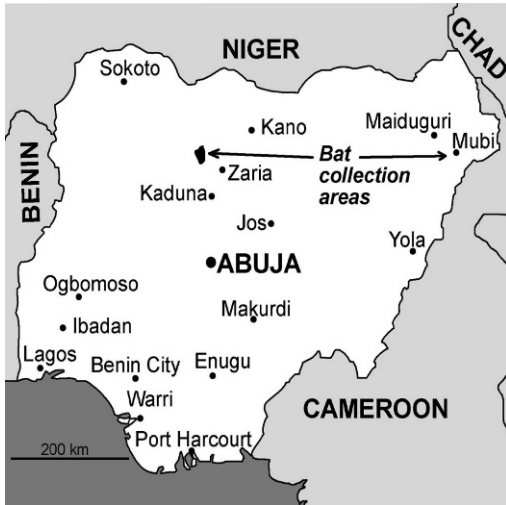 NIGER
CHAD
Sokoto
Kano
Maiduguri
Mubi
Bat
collection
areas
BENIN
Zaria
Kaduna
Jos
Yola
ABUJA
Ogbomoso
Makurdi
Ibadan
Lagos
Benin City
Enugu
Warri
CAMEROON
Port Harcourt
200 km